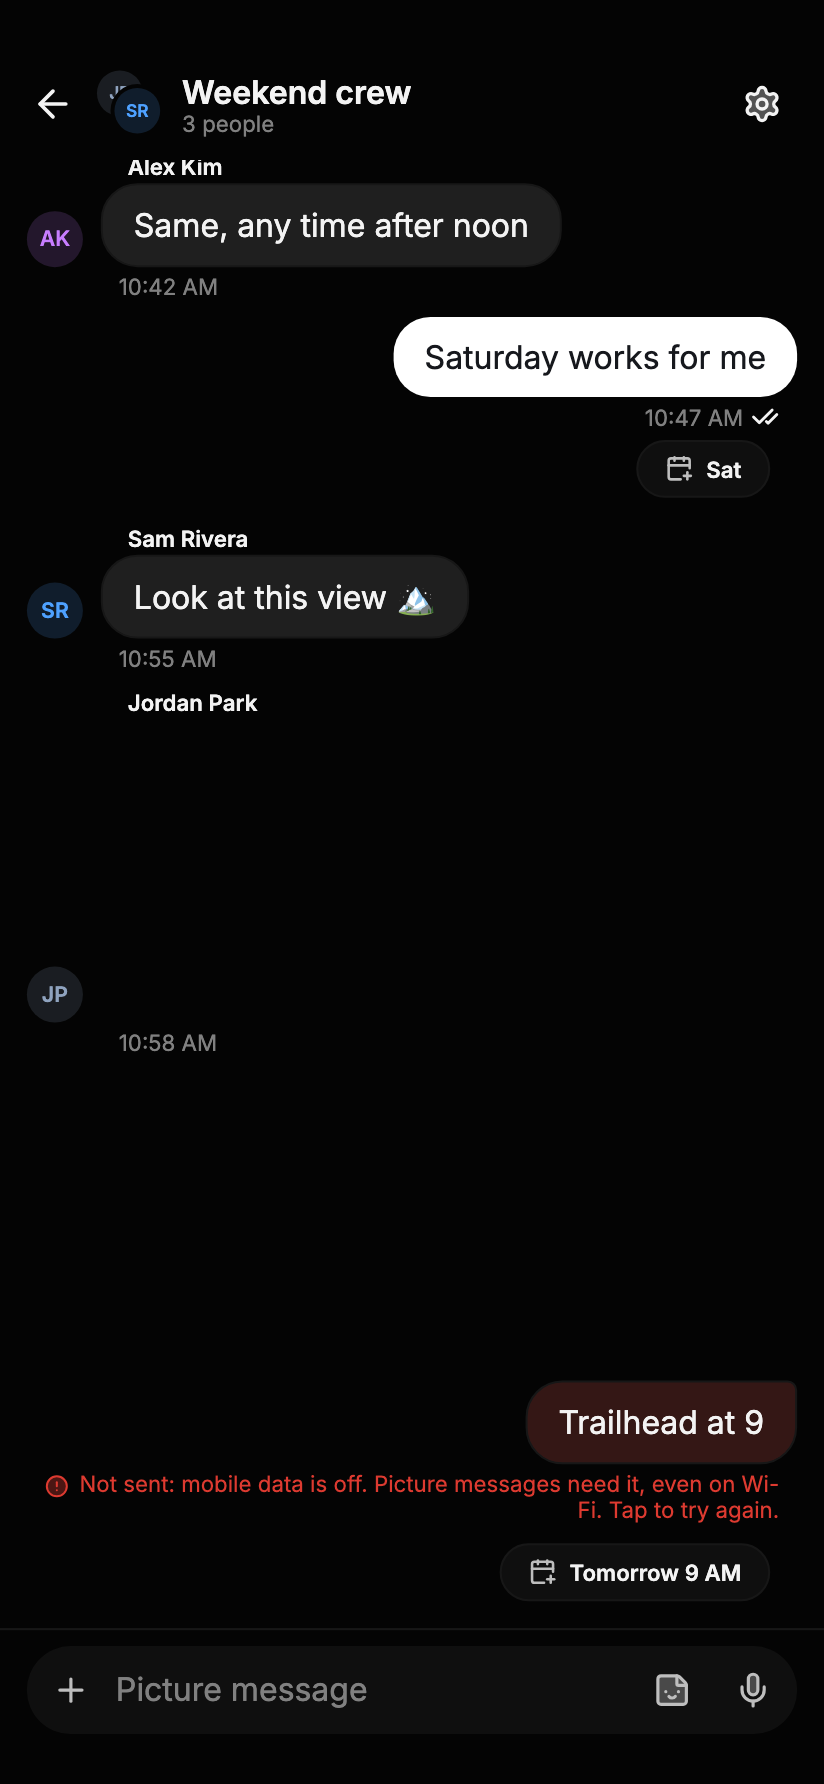 SR
Weekend crew
3 people
Alex Kim
AK
Same, any time after noon
10:42 AM
Saturday works for me
10:47 AM
Sat
Sam Rivera
SR
Look at this view 🏔️
10:55 AM
Jordan Park
JP
10:58 AM
Trailhead at 9
Not sent: mobile data is off. Picture messages need it, even on Wi-
Fi. Tap to try again.
Tomorrow 9 AM
Picture message